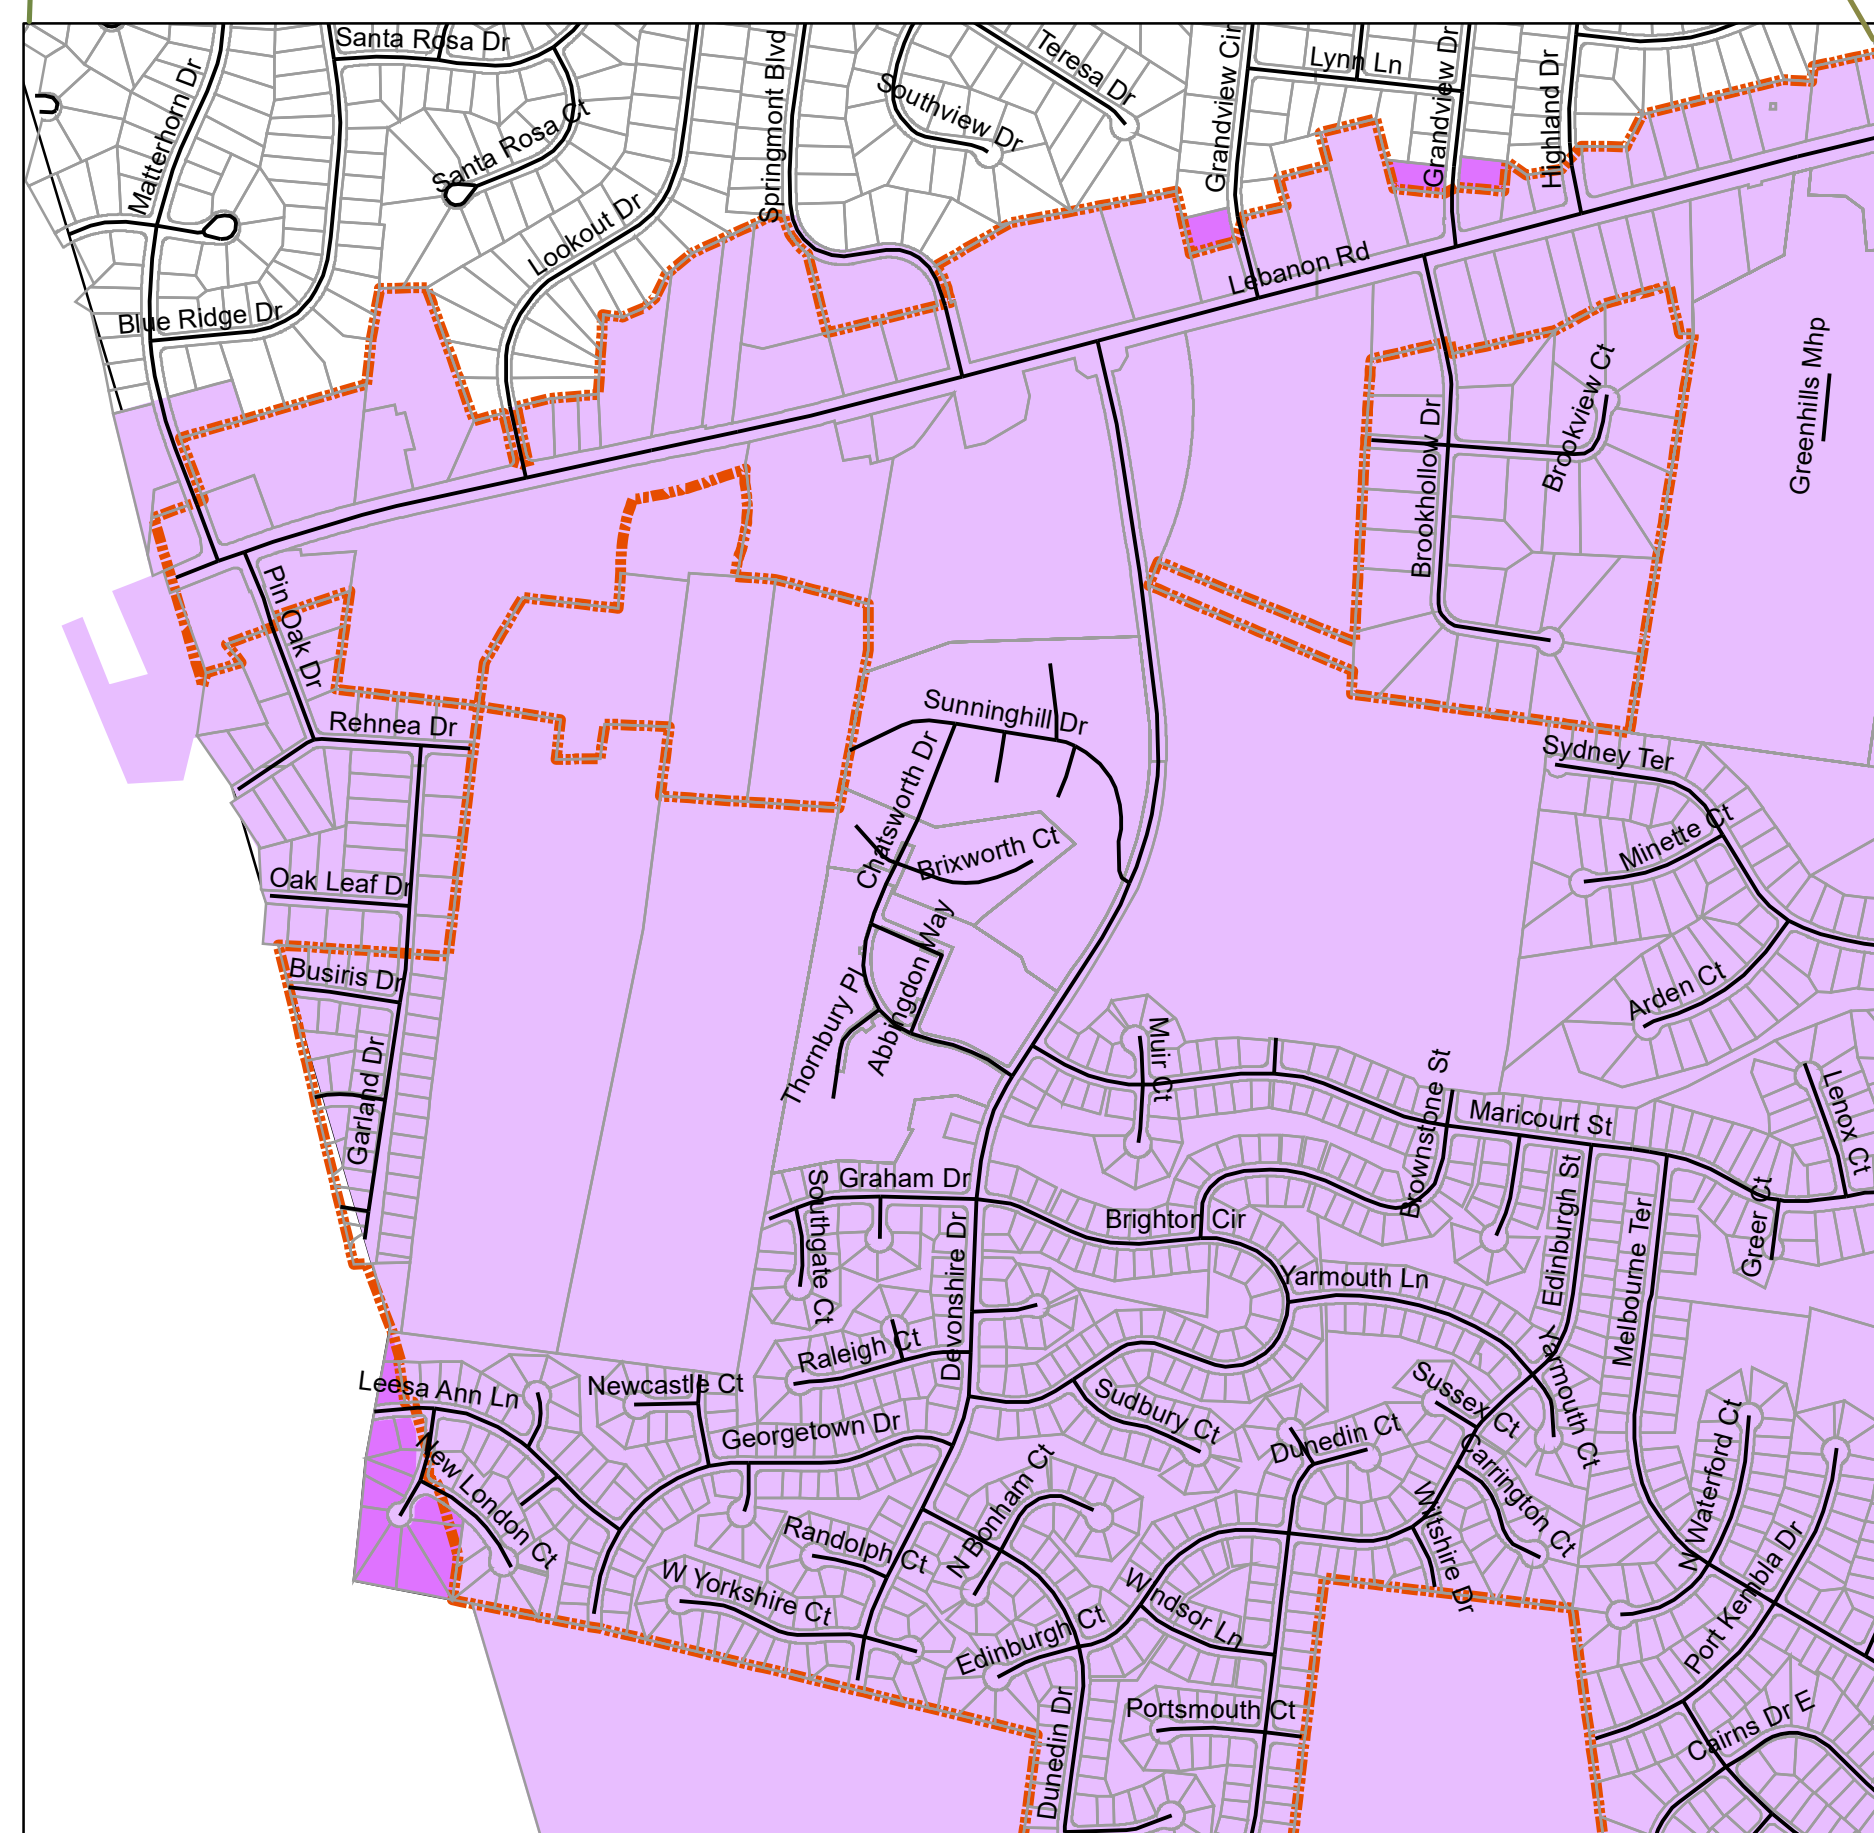 Santa Rosa Dr
Matterhorn Dr
Santa Rosa Ct
Springmont Blvd
Southview Dr
Teresa Dr
Grandview Cir
Lynn Ln
Grandview Dr
Highland Dr
Lookout Dr
Blue Ridge Dr
Lebanon Rd
Greenhills Mhp
Brookview Ct
Brookhollow Dr
Pin Oak Dr
Rehnea Dr
Sunninghill Dr
Chatsworth Dr
Brixworth Ct
Sydney Ter
Minette Ct
Oak Leaf Dr
Busiris Dr
Abbingdon Way
Thornbury Pl
Arden Ct
Garland Dr
Muir Ct
Brownstone St
Maricourt St
Lenox Ct
Graham Dr
Southgate Ct
Brighton Cir
Edinburgh St
Melbourne Ter
Greer Ct
Devonshire Dr
Yarmouth Ln
Raleigh Ct
Yarmouth Ct
Leesa Ann Ln
Newcastle Ct
Georgetown Dr
Sudbury Ct
Sussex Ct
Dunedin Ct
Carrington Ct
N Waterford Ct
New London Ct
N Bonham Ct
Randolph Ct
Wiltshire Dr
Port Kembla Dr
W Yorkshire Ct
Windsor Ln
Edinburgh Ct
Portsmouth Ct
Dunedin Dr
Cairns Dr E